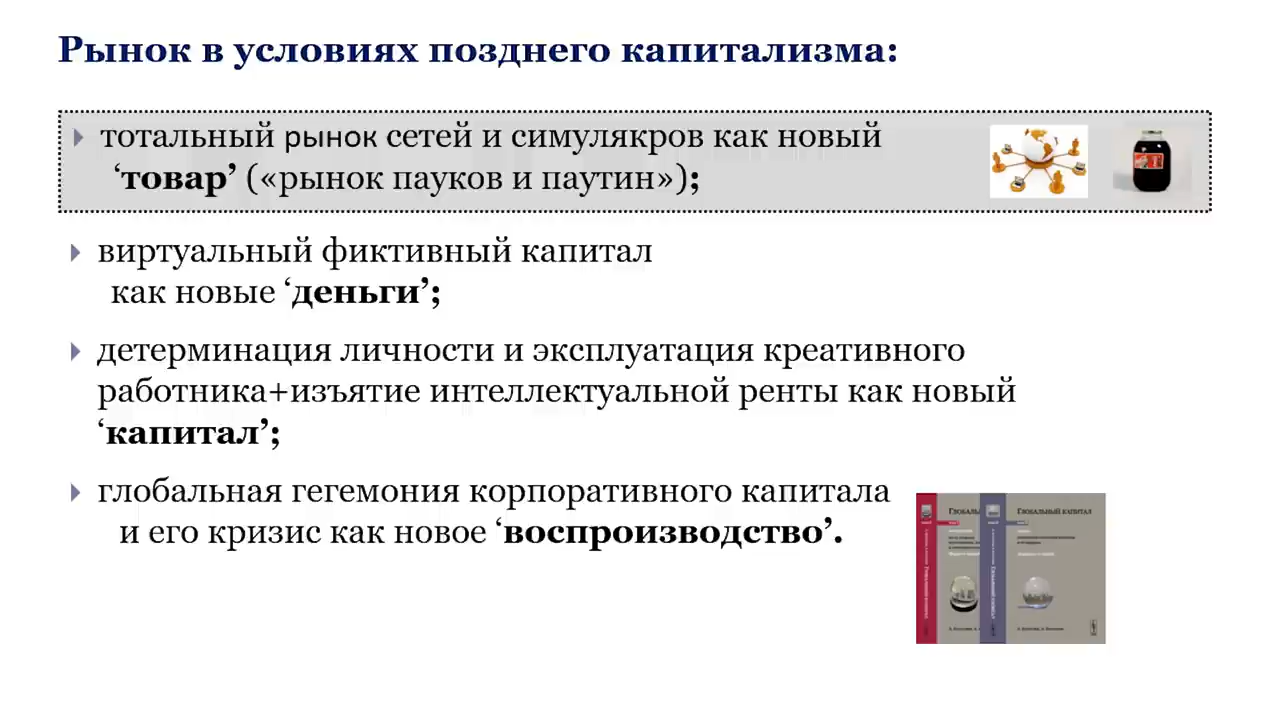 Рынок в условиях позднего капитализма:
тотальный рынок сетей и симулякров как новый
‘товар’ («рынок пауков и паутин»);
виртуальный фиктивный капитал
как новые ‘деньги’;
детерминация личности и эксплуатация креативного
работника+изъятие интеллектуальной ренты как новый
‘капитал’;
глобальная гегемония корпоративного капитала
и его кризис как новое ‘воспроизводство’.
ГЛОБАЛЬНЫЙ КАПИТАЛ